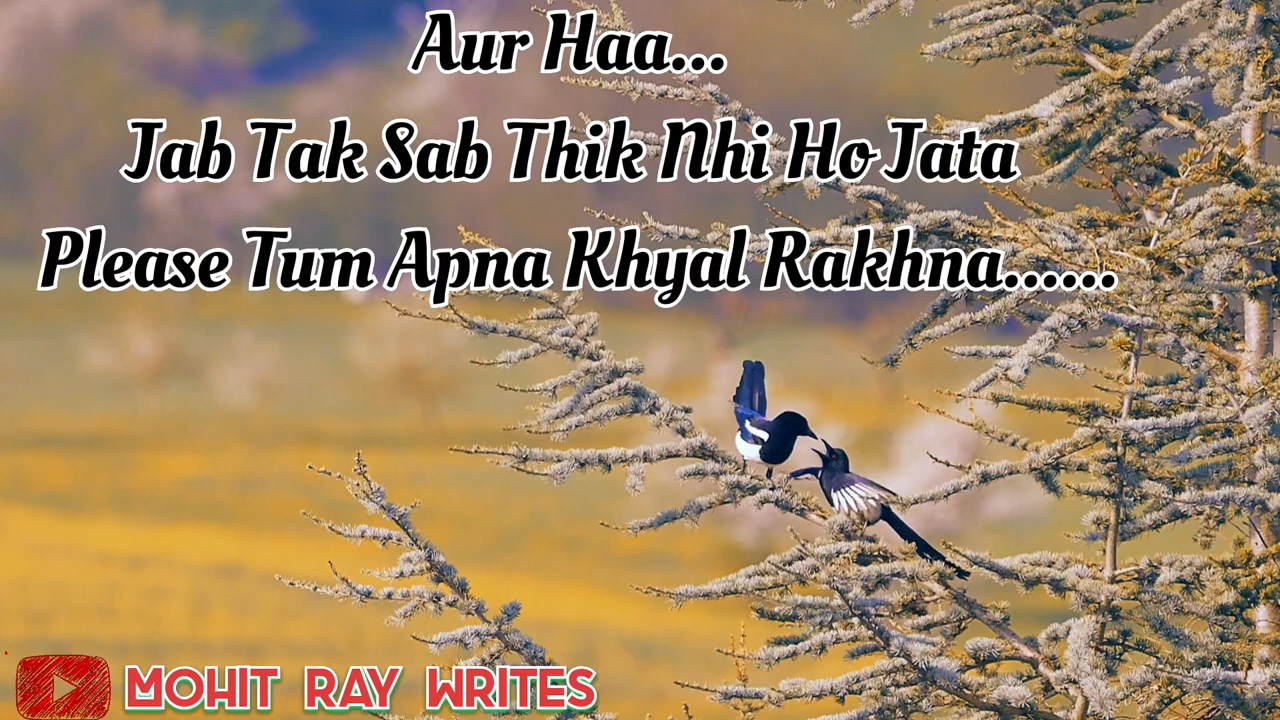 Aur Haa...
Jab Tak Sab Thik Nhi Ho Jata
Please Tum Apna Khyal Rakhna......
MOHIT RAY WRITES